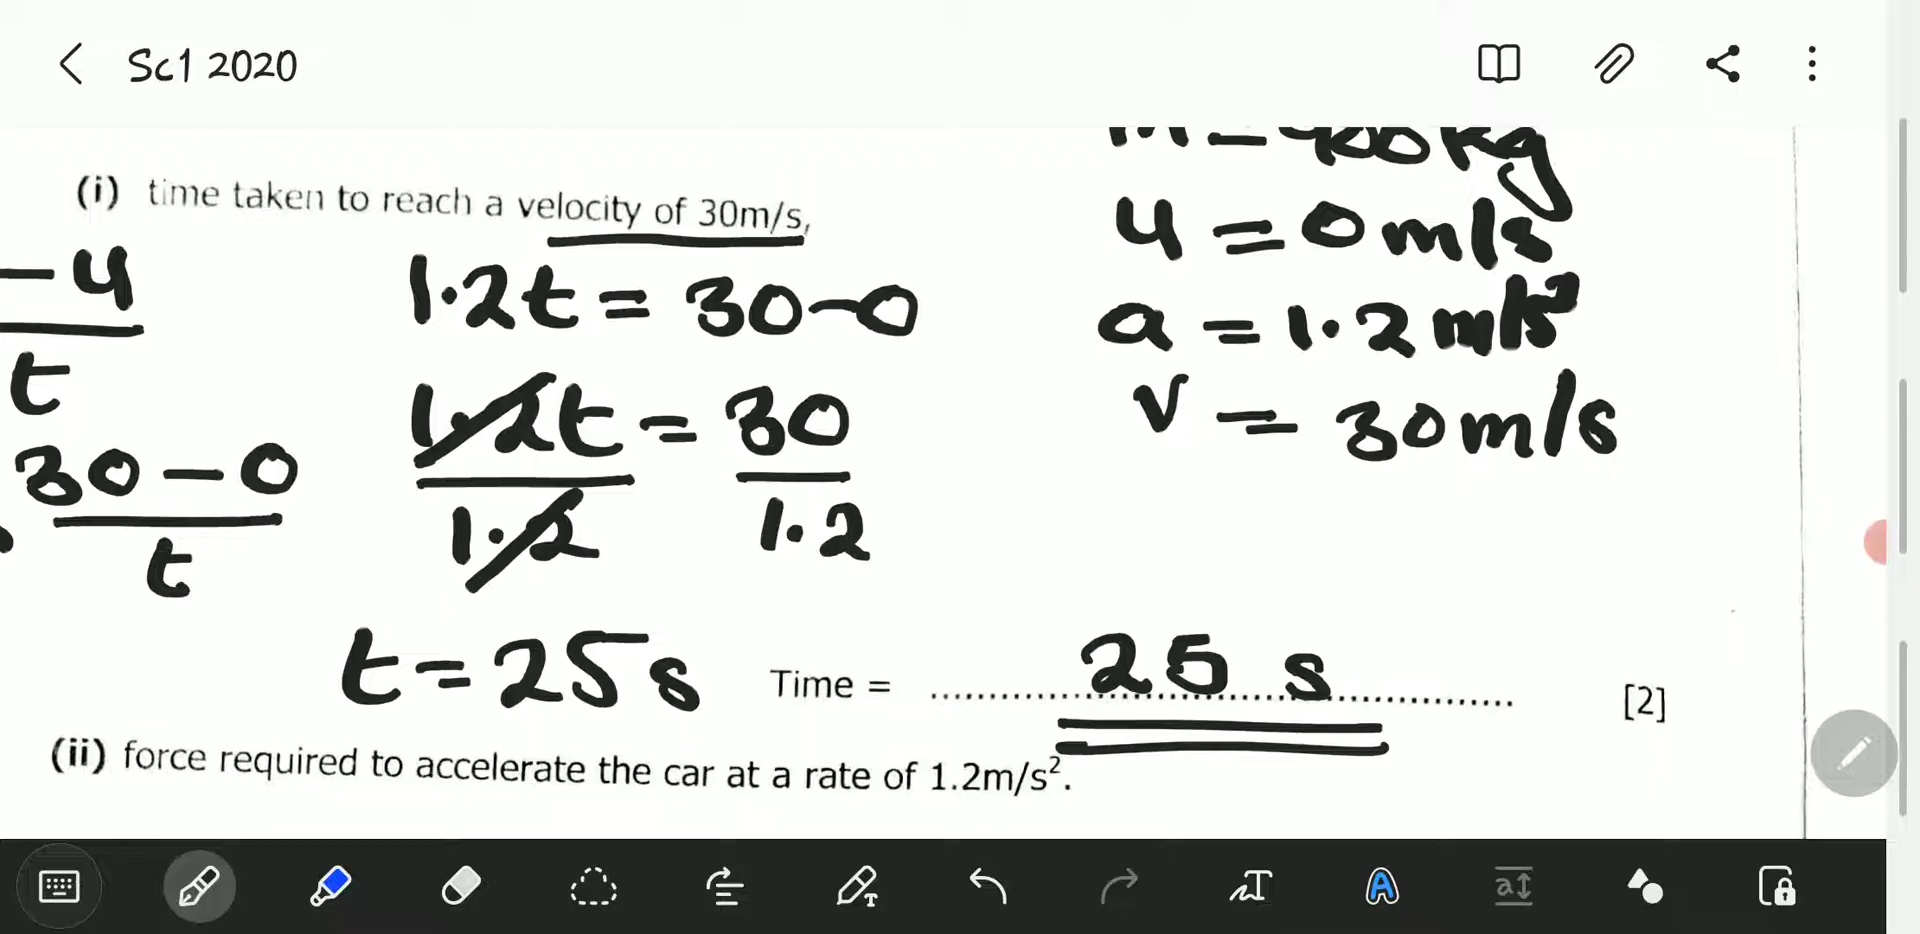 Sc1 2020
m = 400kg
(i) time taken to reach a velocity of 30m/s,
u = 0 m/s
- u
1.2t = 30-0
t
a = 1.2 m/s²
1.2t = 30
v = 30m/s
30 - 0
1.2 1.2
t
t = 25 s Time = 25 s [2]
(ii) force required to accelerate the car at a rate of 1.2m/s².